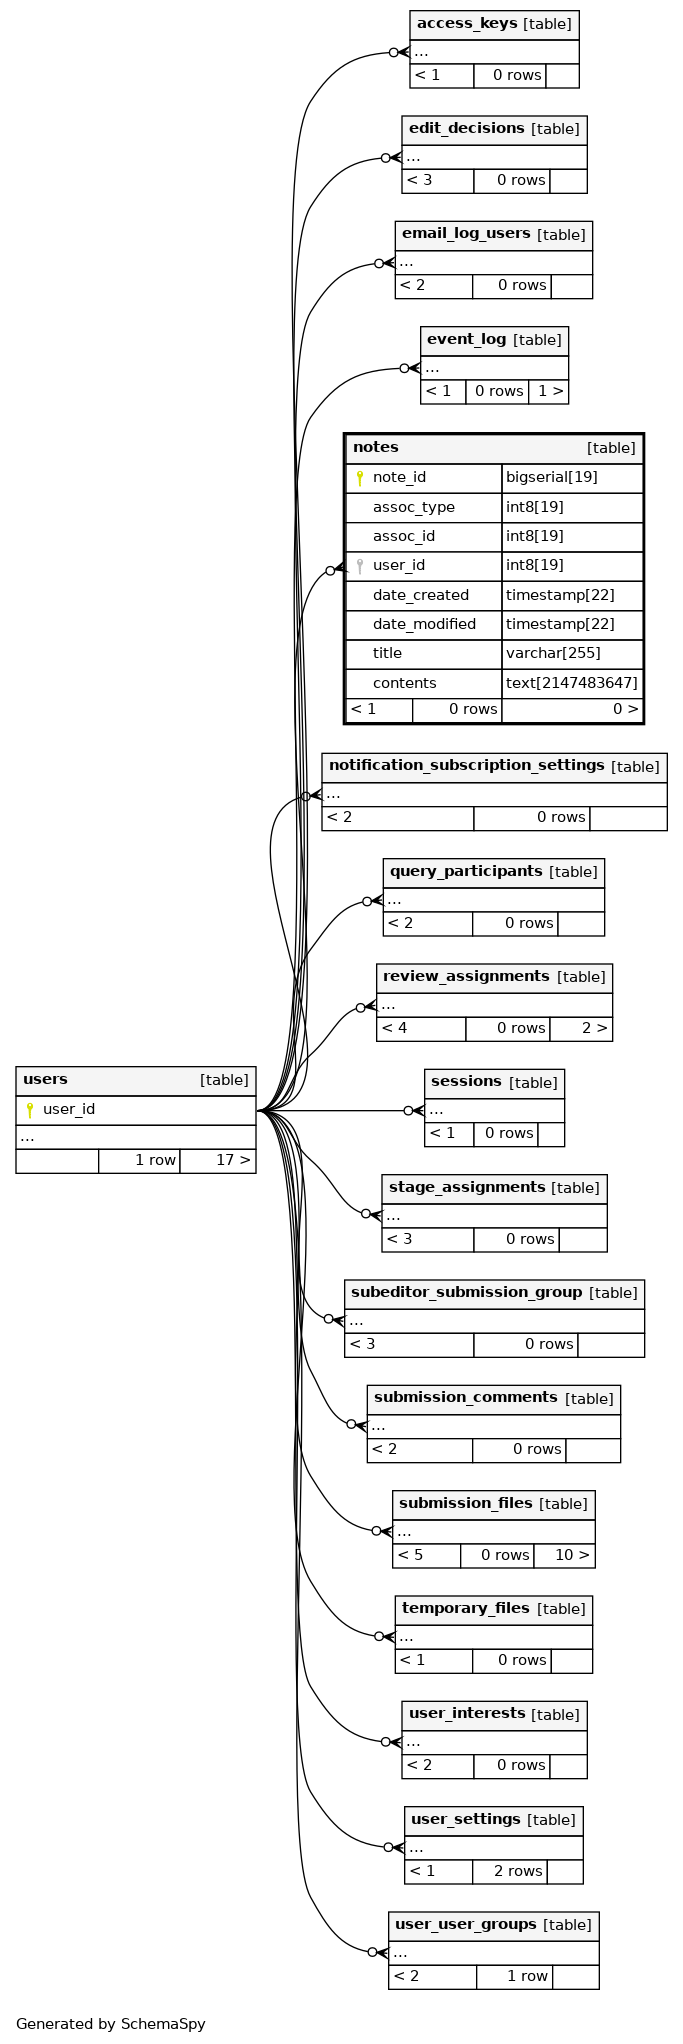 access_keys [table]
...
< 1 0 rows
edit_decisions [table]
...
< 3 0 rows
email_log_users [table]
...
< 2 0 rows
event_log [table]
...
< 1 0 rows 1 >
notes [table]
note_id bigserial[19]
assoc_type int8[19]
assoc_id int8[19]
user_id int8[19]
date_created timestamp[22]
date_modified timestamp[22]
title varchar[255]
contents text[2147483647]
< 1 0 rows 0 >
notification_subscription_settings [table]
...
< 2 0 rows
query_participants [table]
...
< 2 0 rows
review_assignments [table]
...
< 4 0 rows 2 >
users [table]
user_id
...
1 row 17 >
sessions [table]
...
< 1 0 rows
stage_assignments [table]
...
< 3 0 rows
subeditor_submission_group [table]
...
< 3 0 rows
submission_comments [table]
...
< 2 0 rows
submission_files [table]
...
< 5 0 rows 10 >
temporary_files [table]
...
< 1 0 rows
user_interests [table]
...
< 2 0 rows
user_settings [table]
...
< 1 2 rows
user_user_groups [table]
...
< 2 1 row
Generated by SchemaSpy